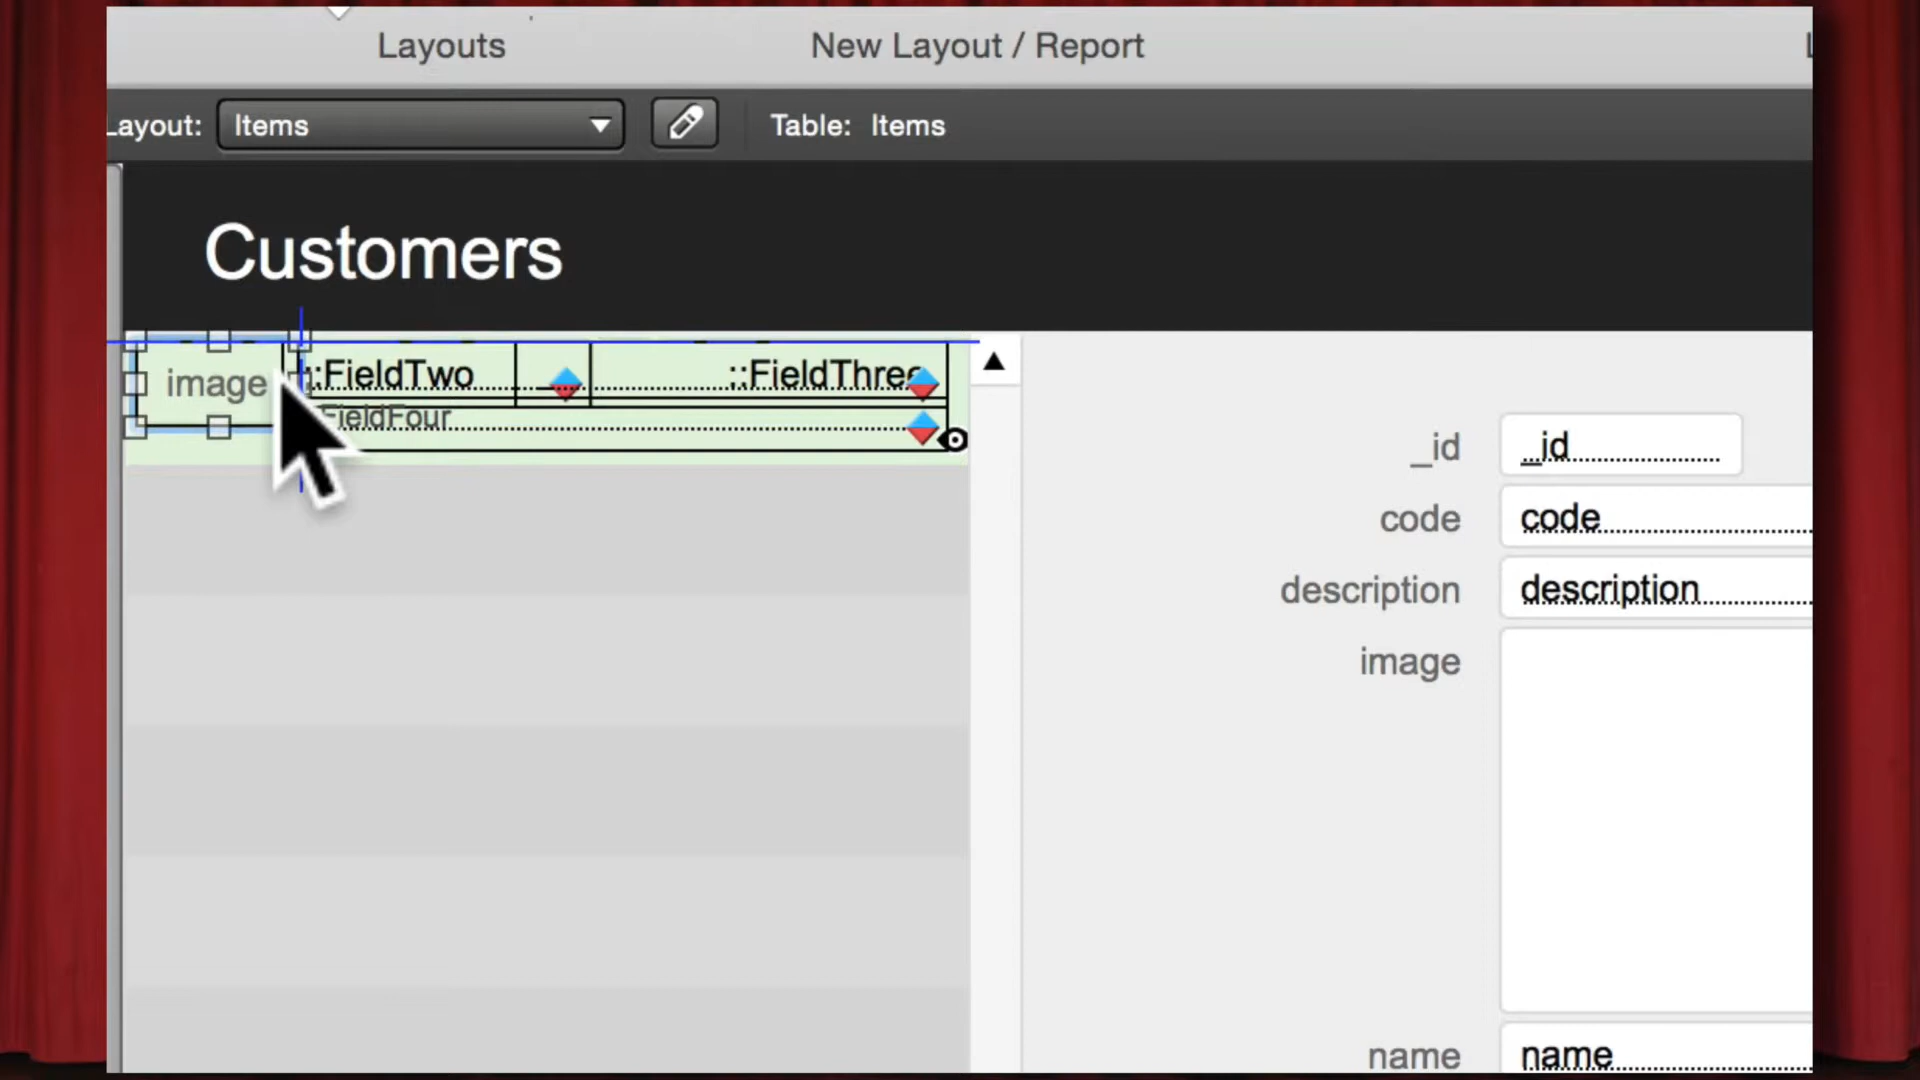 Layouts
New Layout / Report
Layout: Items
Table: Items
Customers
image
::FieldTwo
::FieldThree
FieldFour
_id
_id
code
code
description
description
image
name
name